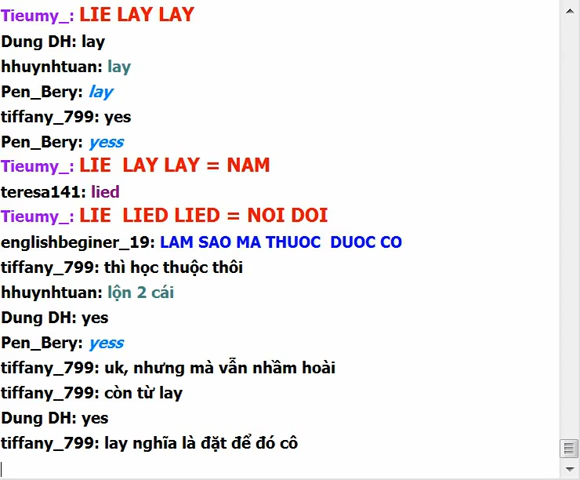 Tieumy_: LIE LAY LAY
Dung DH: lay
hhuynhtuan: lay
Pen_Bery: lay
tiffany_799: yes
Pen_Bery: yess
Tieumy_: LIE LAY LAY = NAM
teresa141: lied
Tieumy_: LIE LIED LIED = NOI DOI
englishbeginer_19: LAM SAO MA THUOC DUOC CO
tiffany_799: thì học thuộc thôi
hhuynhtuan: lộn 2 cái
Dung DH: yes
Pen_Bery: yess
tiffany_799: uk, nhưng mà vẫn nhầm hoài
tiffany_799: còn từ lay
Dung DH: yes
tiffany_799: lay nghĩa là đặt để đó cô